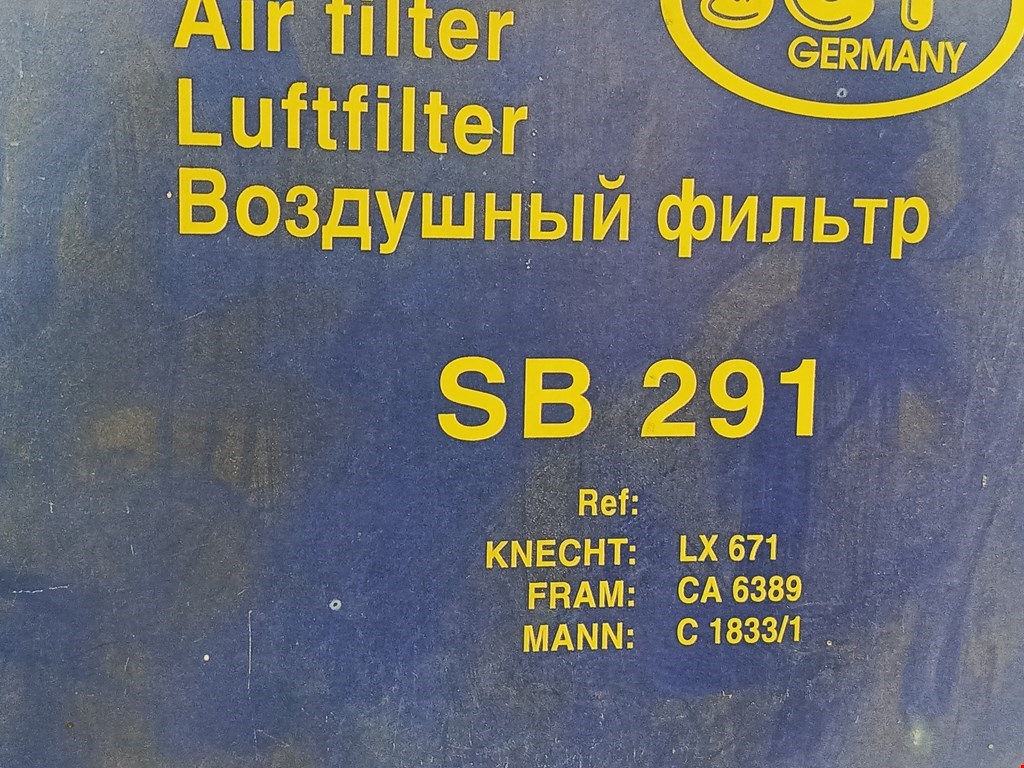 Air filter
GERMANY
Luftfilter
Воздушный фильтр
SB 291
Ref:
KNECHT: LX 671
FRAM: CA 6389
MANN: C 1833/1